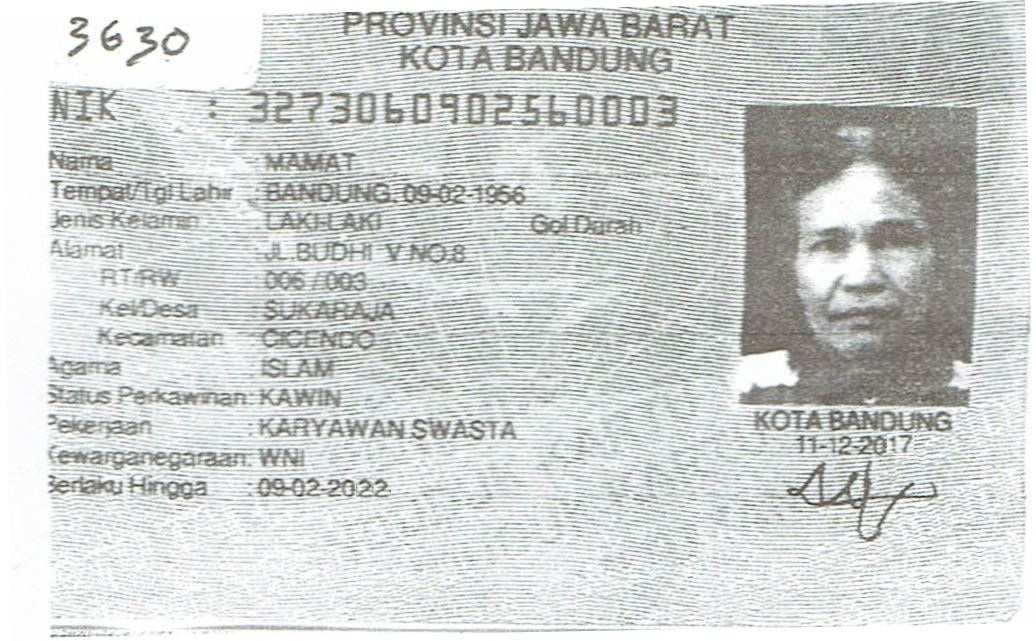 3630
PROVINSI JAWA BARAT
KOTA BANDUNG
NIK : 3273060902560003
Nama : MAMAT
Tempat/Tgl Lahir : BANDUNG, 09-02-1956
Jenis Kelamin : LAKI-LAKI Gol Darah : -
Alamat : JL.BUDHI V NO.8
RT/RW : 006 / 003
Kel/Desa : SUKARAJA
Kecamatan : CICENDO
Agama : ISLAM
Status Perkawinan: KAWIN
Pekerjaan : KARYAWAN SWASTA
Kewarganegaraan: WNI
Berlaku Hingga : 09-02-2022
KOTA BANDUNG
11-12-2017